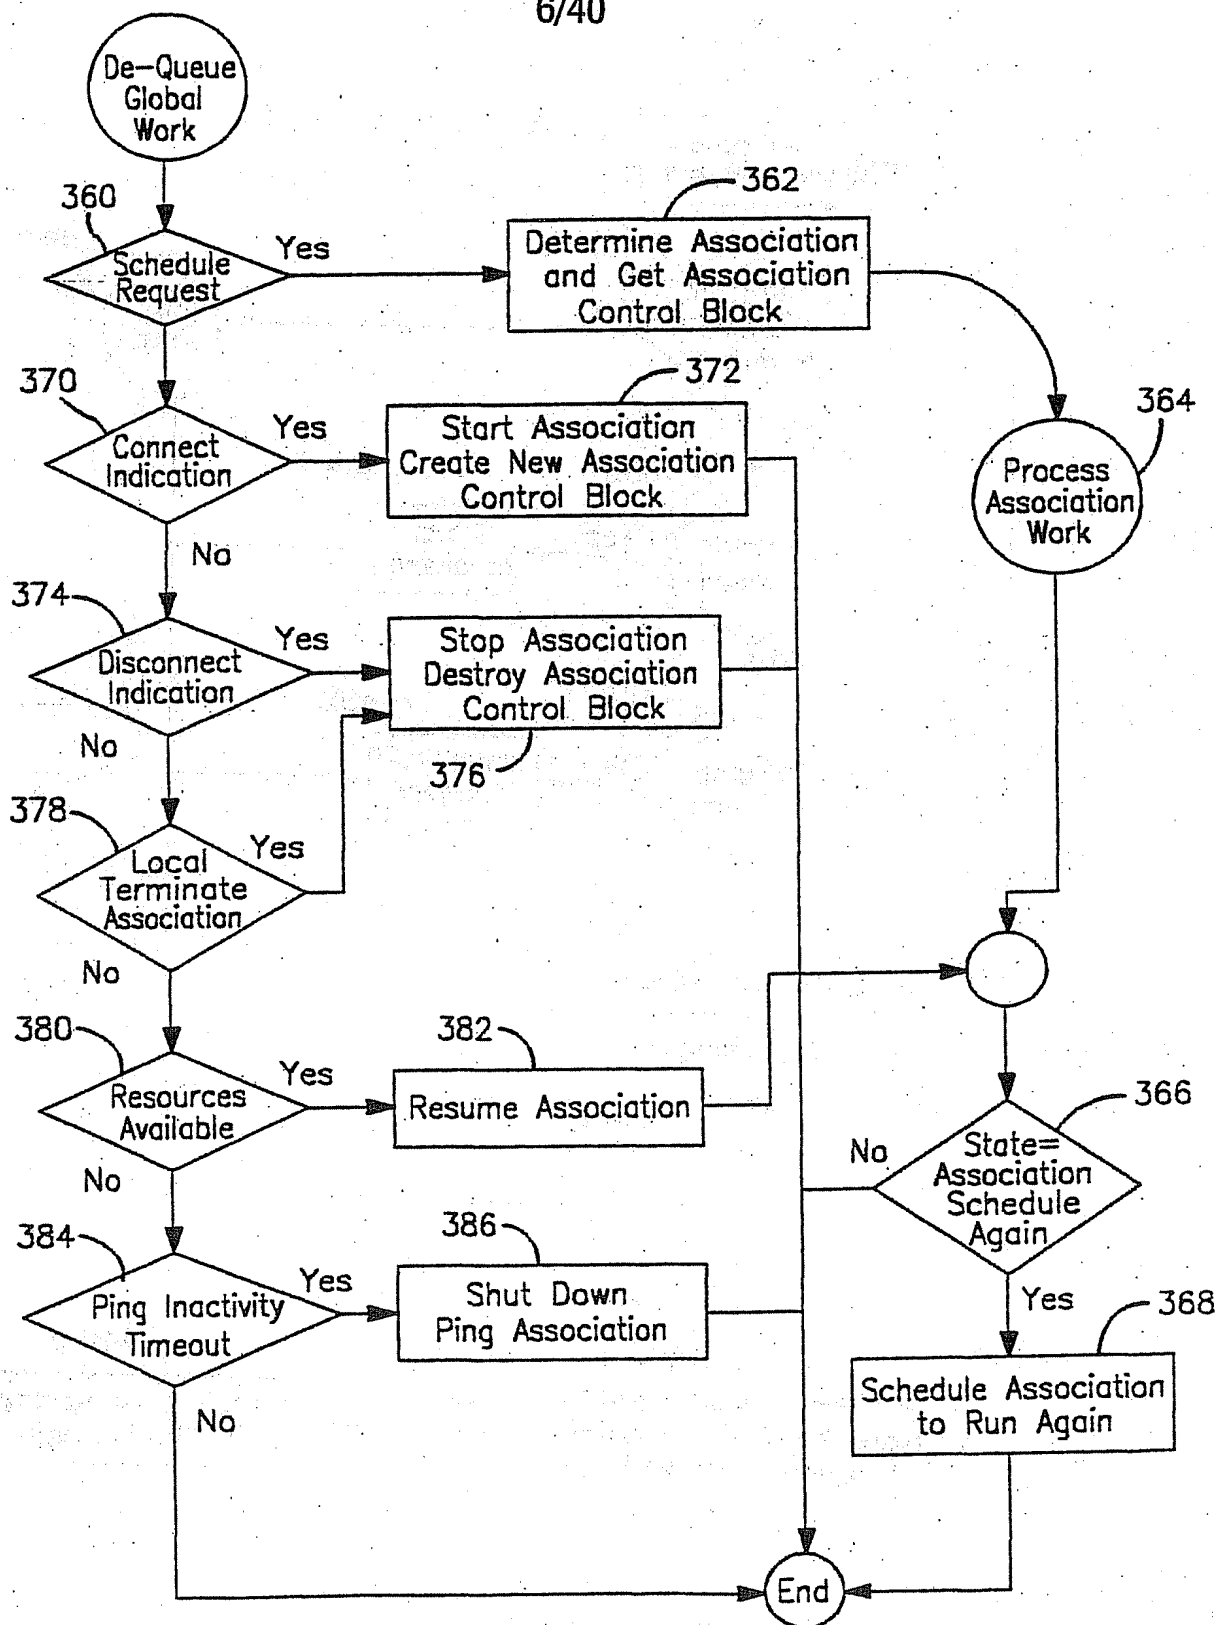 6/40
De-Queue
Global
Work
360
Schedule
Request
Yes
362
Determine Association
and Get Association
Control Block
370
Connect
Indication
Yes
372
Start Association
Create New Association
Control Block
364
Process
Association
Work
No
374
Disconnect
Indication
Yes
Stop Association
Destroy Association
Control Block
376
No
378
Local
Terminate
Association
Yes
No
380
Resources
Available
Yes
382
Resume Association
366
State=
Association
Schedule
Again
No
No
384
Ping Inactivity
Timeout
Yes
386
Shut Down
Ping Association
Yes
368
Schedule Association
to Run Again
No
End